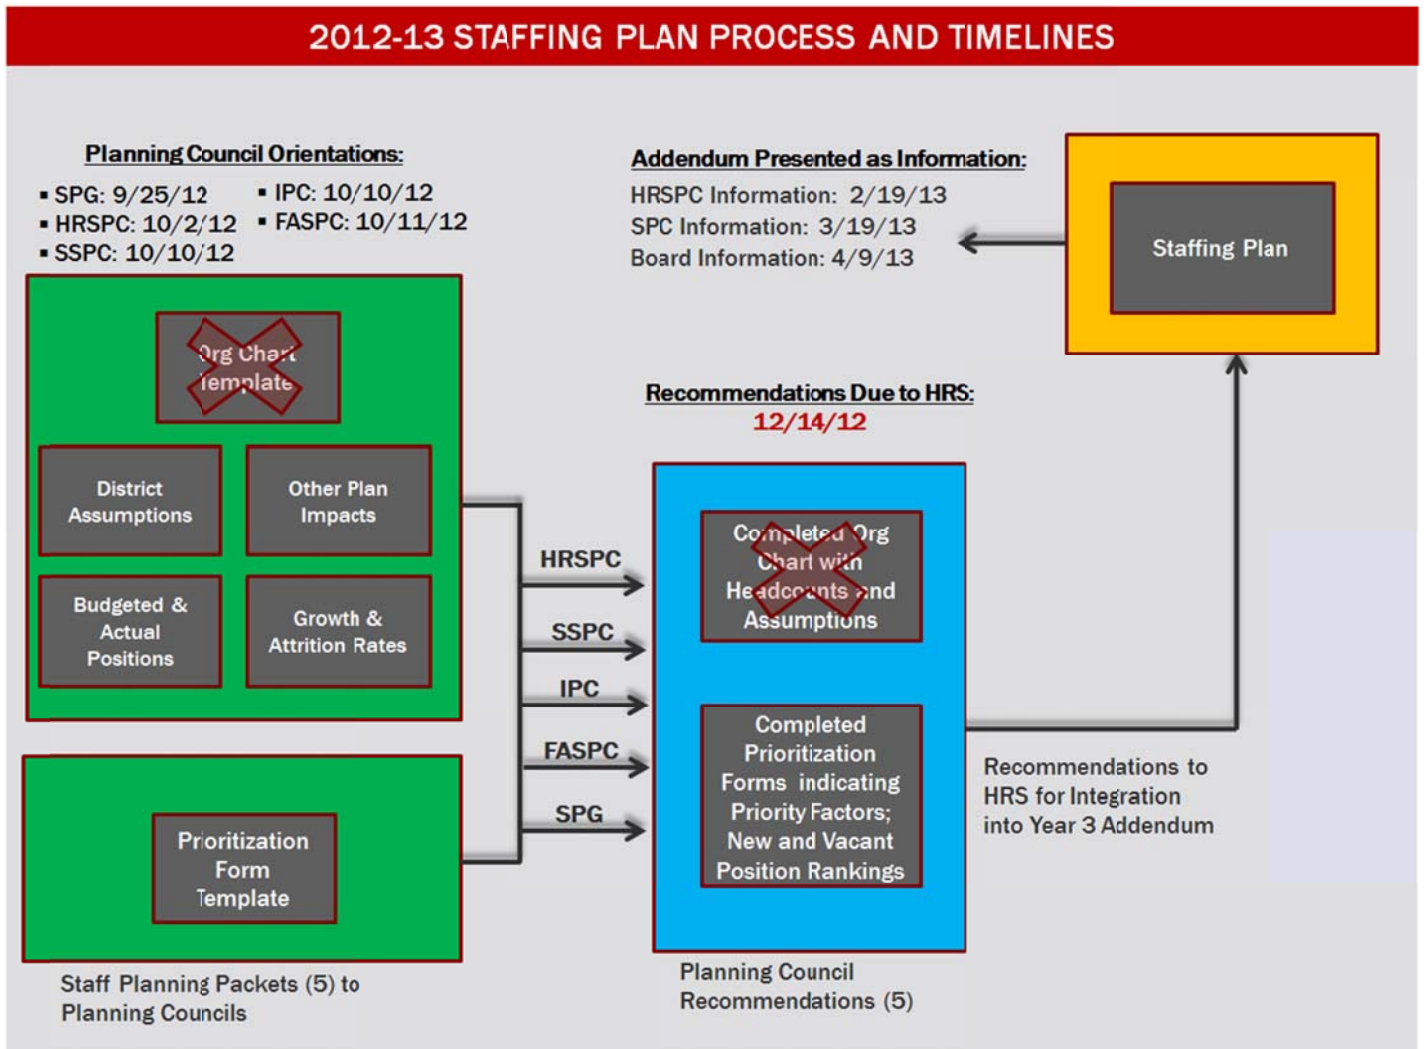 2012-13 STAFFING PLAN PROCESS AND TIMELINES
Planning Council Orientations:
▪ SPG: 9/25/12
▪ HRSPC: 10/2/12
▪ SSPC: 10/10/12
▪ IPC: 10/10/12
▪ FASPC: 10/11/12
Addendum Presented as Information:
HRSPC Information: 2/19/13
SPC Information: 3/19/13
Board Information: 4/9/13
Staffing Plan
Org Chart
Template
District
Assumptions
Other Plan
Impacts
Budgeted &
Actual
Positions
Growth &
Attrition Rates
Prioritization
Form
Template
Staff Planning Packets (5) to
Planning Councils
HRSPC
SSPC
IPC
FASPC
SPG
Recommendations Due to HRS:
12/14/12
Completed Org
Chart with
Headcounts and
Assumptions
Completed
Prioritization
Forms indicating
Priority Factors;
New and Vacant
Position Rankings
Planning Council
Recommendations (5)
Recommendations to
HRS for Integration
into Year 3 Addendum